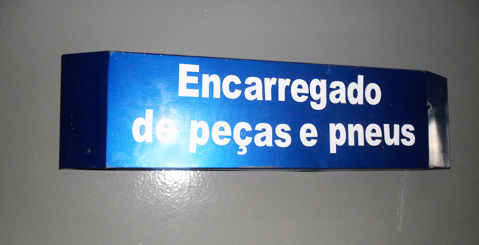 Encarregado
de peças e pneus